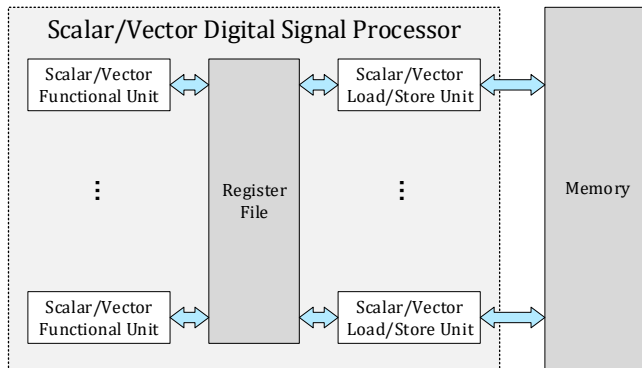 Scalar/Vector Digital Signal Processor
Scalar/Vector
Functional Unit
Scalar/Vector
Load/Store Unit
Register
File
Memory
Scalar/Vector
Functional Unit
Scalar/Vector
Load/Store Unit